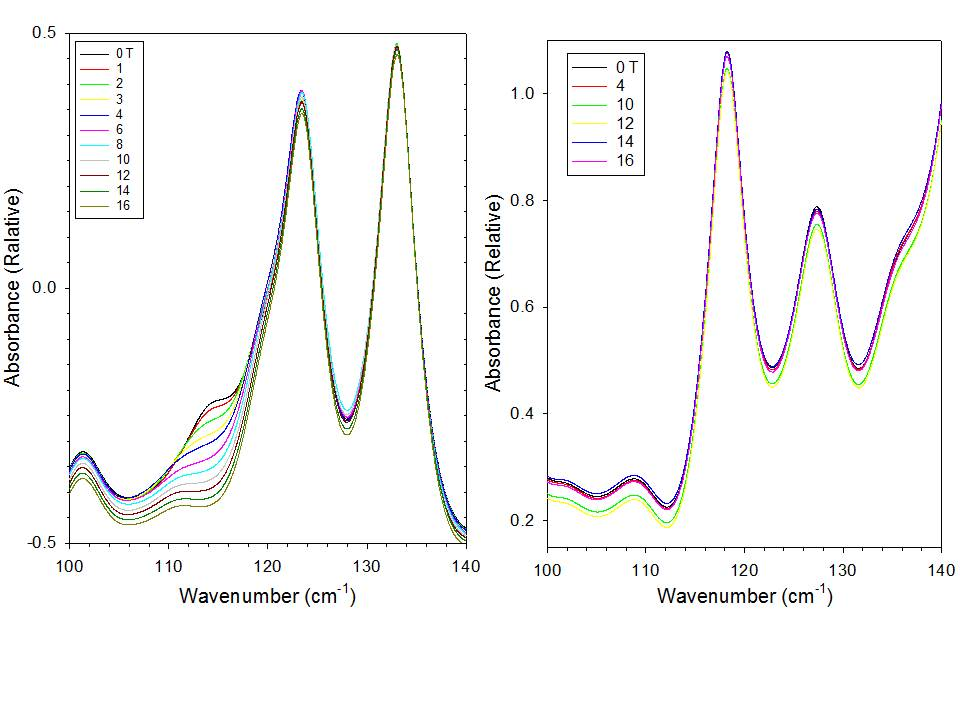 0.5
0.0
-0.5
Absorbance (Ralative)
0 T
1
2
3
4
6
8
10
12
14
16
100 110 120 130 140
Wavenumber (cm-1)
1.0
0.8
0.6
0.4
0.2
Absorbance (Relative)
0 T
4
10
12
14
16
100 110 120 130 140
Wavenumber (cm-1)